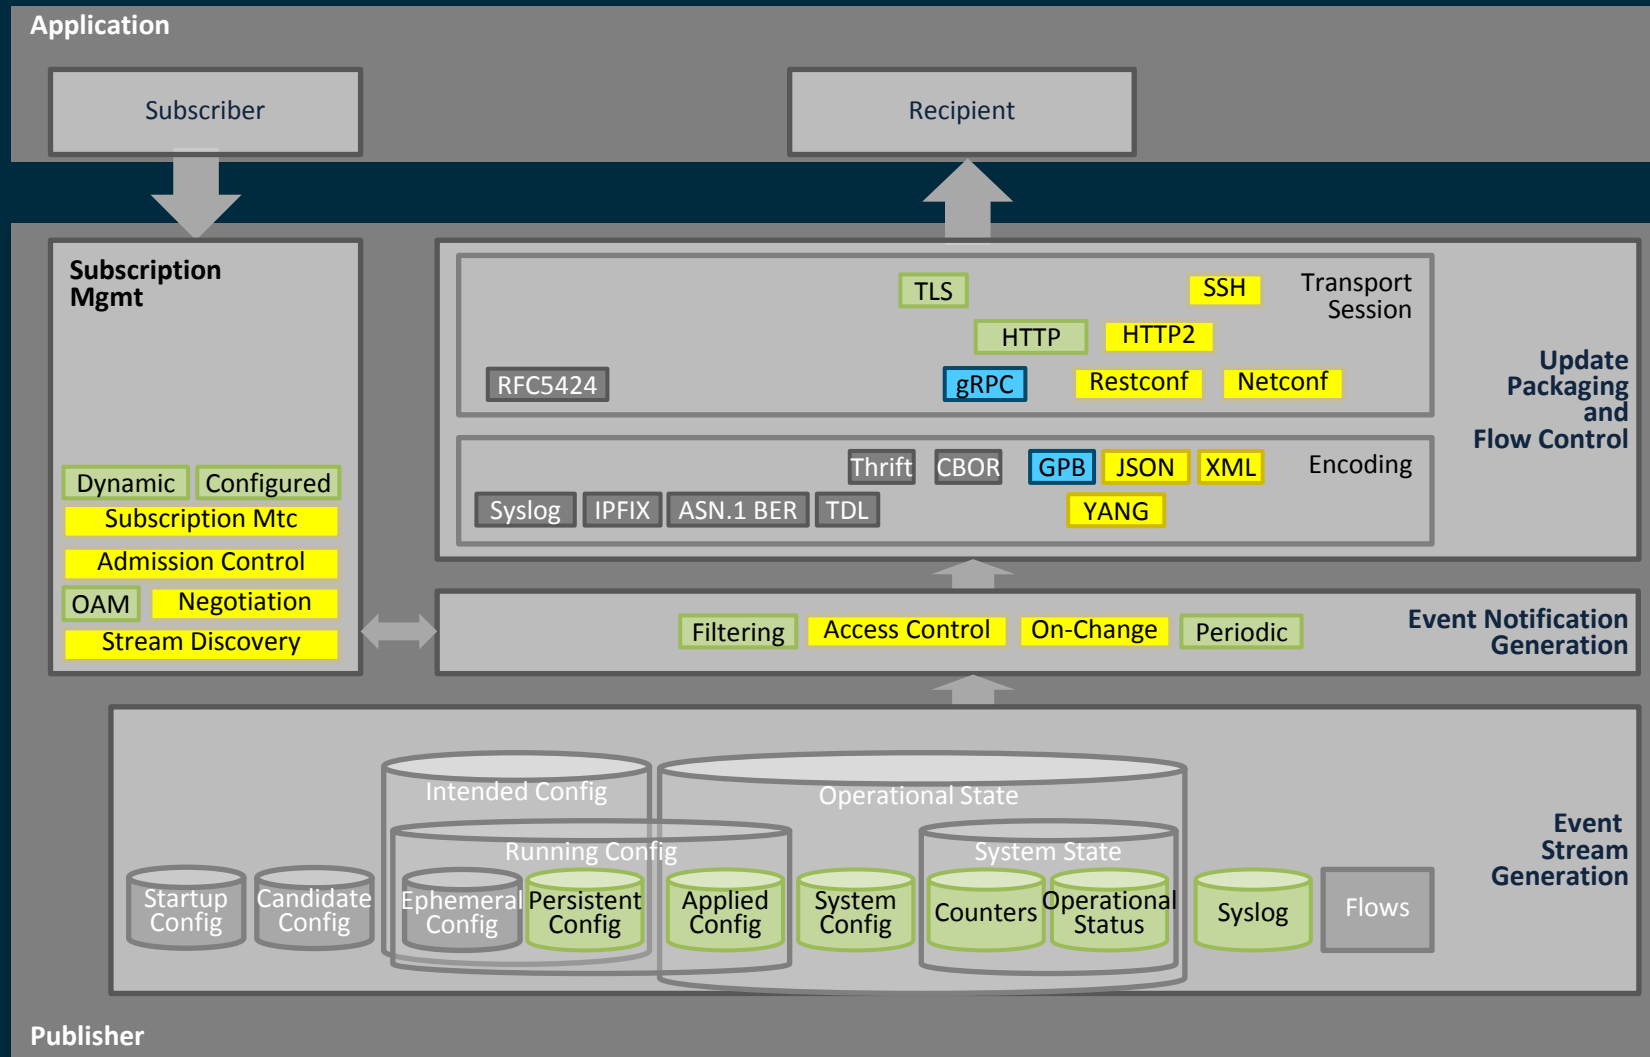 Application
Subscriber
Recipient
Subscription
Mgmt
Dynamic
Configured
Subscription Mtc
Admission Control
OAM
Negotiation
Stream Discovery
TLS
SSH
Transport
Session
HTTP
HTTP2
RFC5424
gRPC
Restconf
Netconf
Update
Packaging
and
Flow Control
Thrift
CBOR
GPB
JSON
XML
Encoding
Syslog
IPFIX
ASN.1 BER
TDL
YANG
Filtering
Access Control
On-Change
Periodic
Event Notification
Generation
Intended Config
Operational State
Running Config
System State
Startup
Config
Candidate
Config
Ephemeral
Config
Persistent
Config
Applied
Config
System
Config
Counters
Operational
Status
Syslog
Flows
Event
Stream
Generation
Publisher